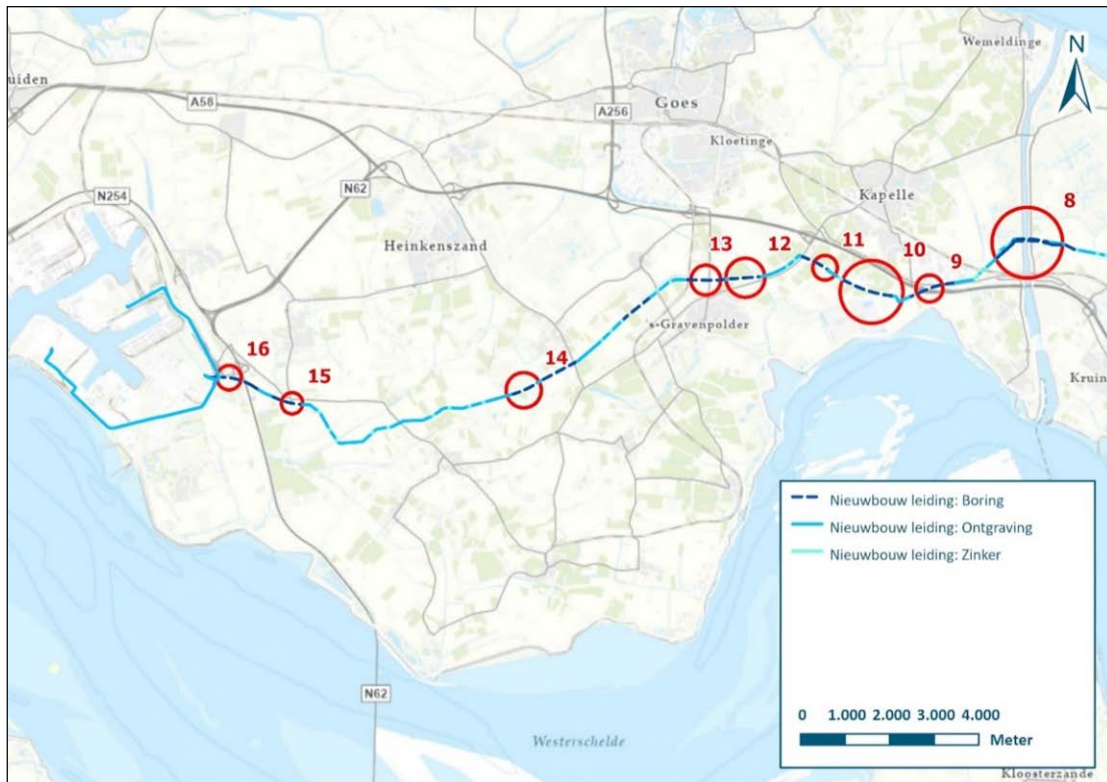 Wemeldinge
N
uiden
A58
Goes
A256
Kloetinge
N62
Kapelle
N254
Heinkenszand
8
13
12
11
10
9
's-Gravenpolder
14
16
15
Kruin
Nieuwbouw leiding: Boring
Nieuwbouw leiding: Ontgraving
Nieuwbouw leiding: Zinker
N62
0 1.000 2.000 3.000 4.000
Meter
Westerschelde
Kloosterzande